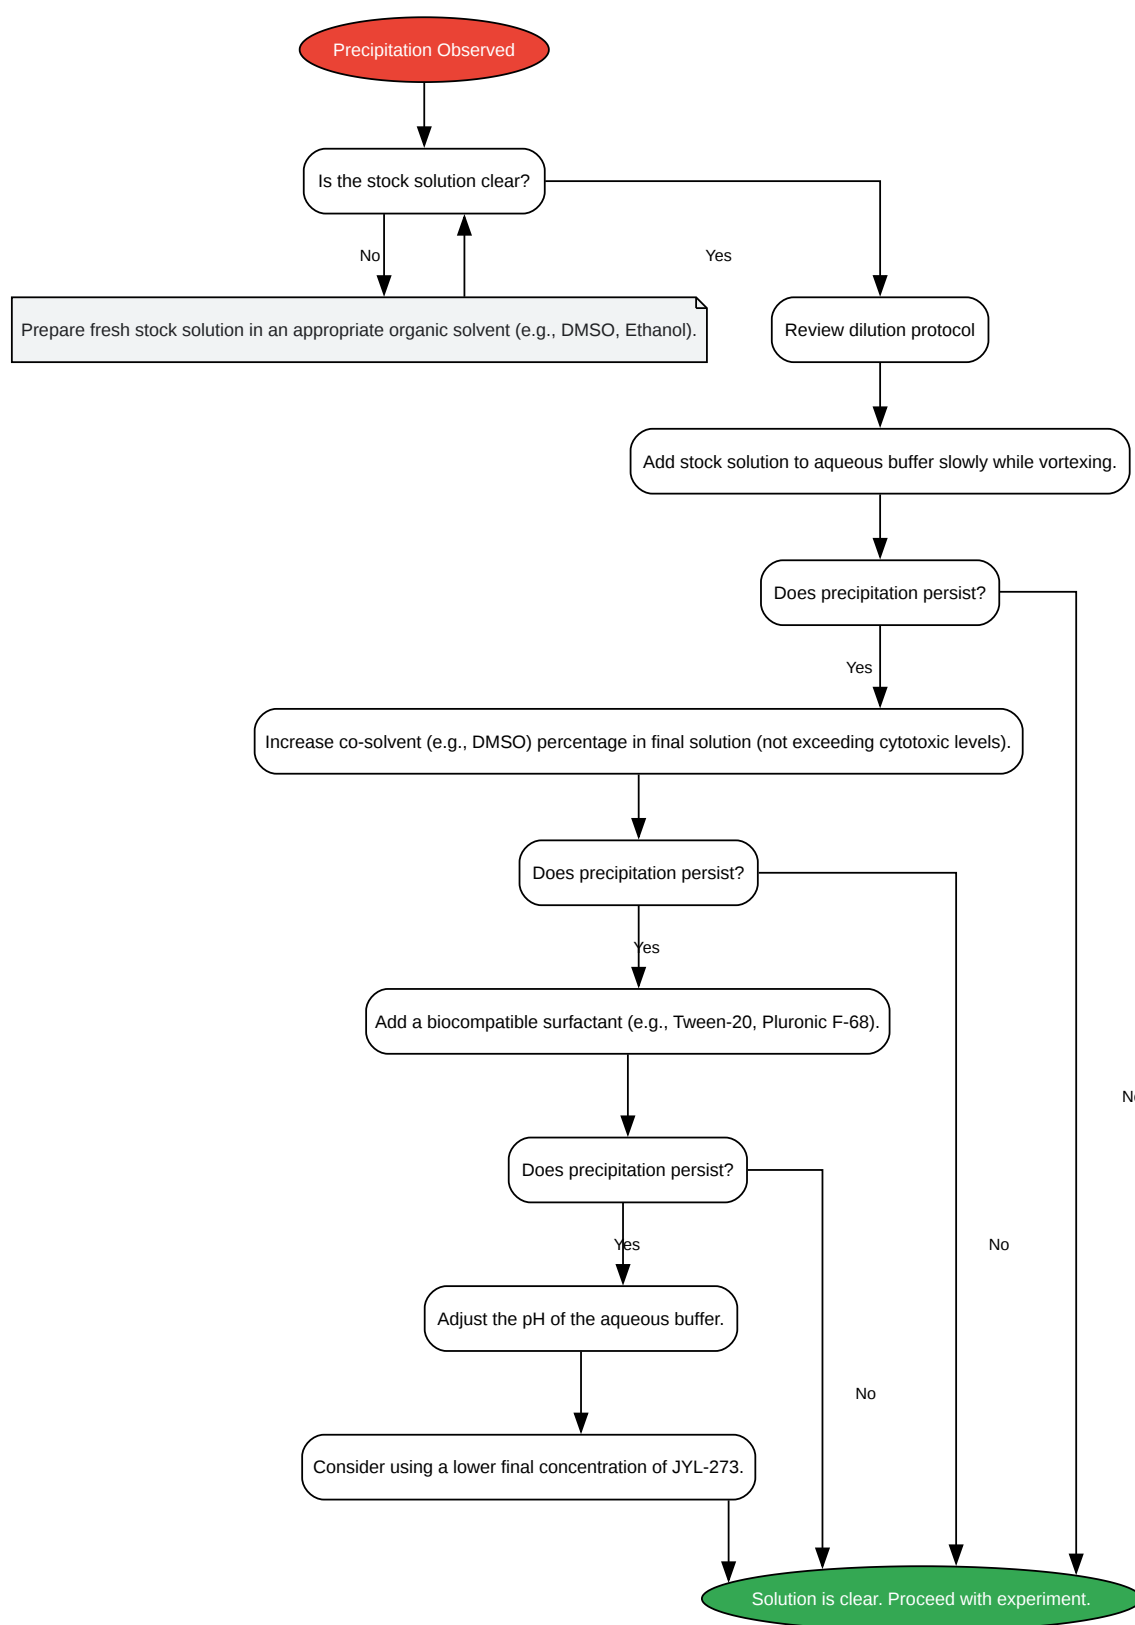 Precipitation Observed
Is the stock solution clear?
No
Yes
Prepare fresh stock solution in an appropriate organic solvent (e.g., DMSO, Ethanol).
Review dilution protocol
Add stock solution to aqueous buffer slowly while vortexing.
Does precipitation persist?
Yes
Increase co-solvent (e.g., DMSO) percentage in final solution (not exceeding cytotoxic levels).
Does precipitation persist?
Yes
Add a biocompatible surfactant (e.g., Tween-20, Pluronic F-68).
Does precipitation persist?
Yes
No
Adjust the pH of the aqueous buffer.
No
Consider using a lower final concentration of JYL-273.
Solution is clear. Proceed with experiment.